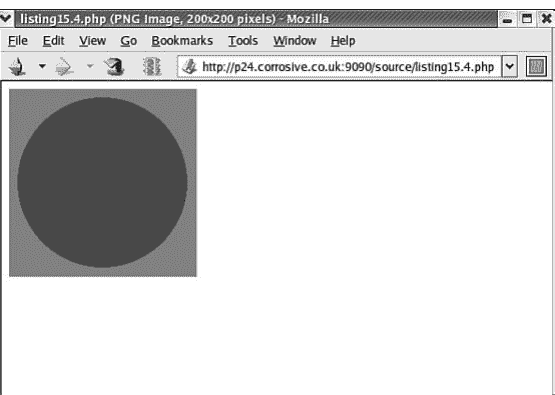 listing15.4.php (PNG Image, 200x200 pixels) - Mozilla
File Edit View Go Bookmarks Tools Window Help
http://p24.corrosive.co.uk:9090/source/listing15.4.php